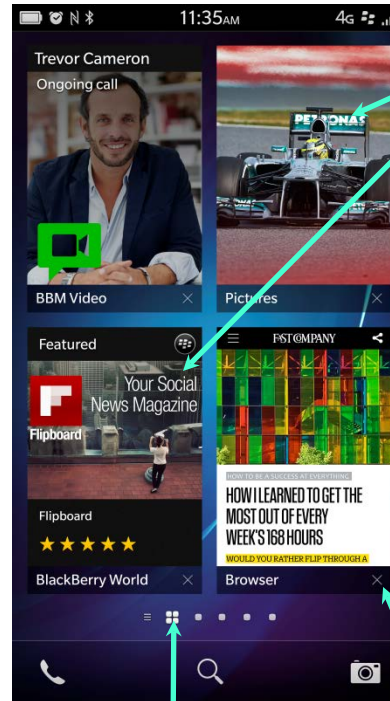 11:35AM
4G
Trevor Cameron
Ongoing call
PETRONAS
BBM Video
Pictures
Featured
Your Social
News Magazine
Flipboard
Flipboard
FAST COMPANY
HOW TO BE A SUCCESS AT EVERYTHING
HOW I LEARNED TO GET THE
MOST OUT OF EVERY
WEEK'S 168 HOURS
WOULD YOU RATHER FLIP THROUGH A
BlackBerry World
Browser